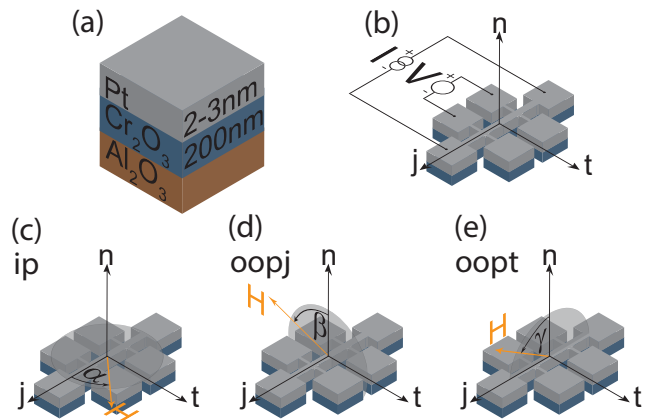 (a)
Pt
2-3nm
Cr₂O₃
200nm
Al₂O₃
(b)
n
I
+
-
V
+
-
j
t
(c)
ip
n
α
H
j
t
(d)
oopj
n
H
β
j
t
(e)
oopt
n
H
γ
j
t